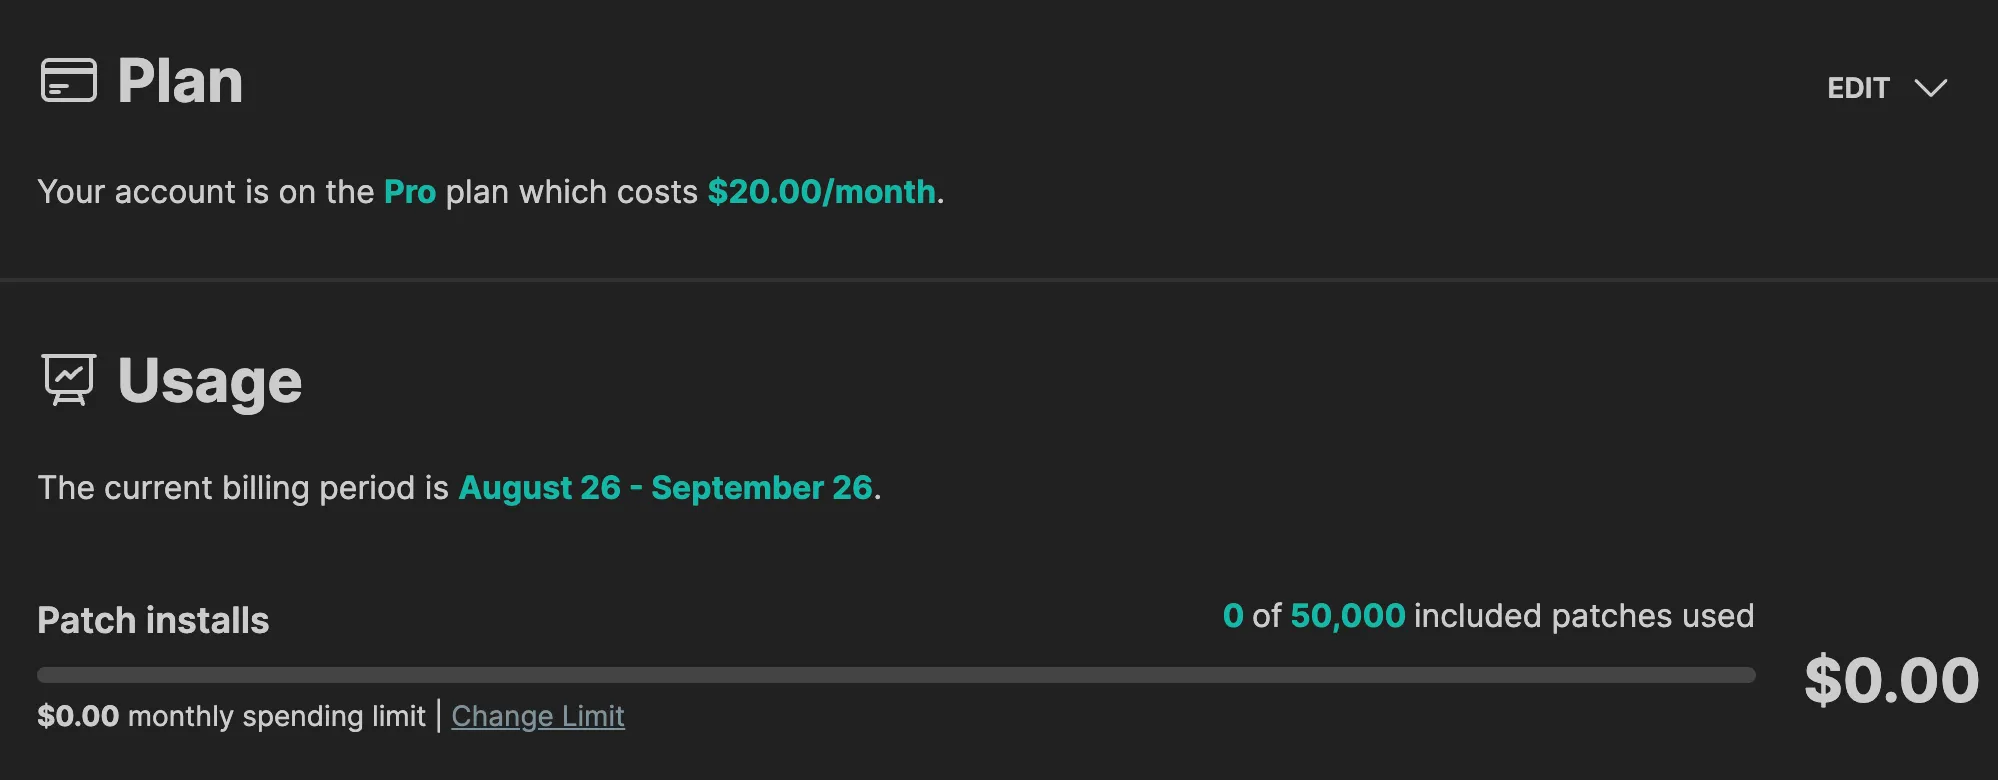 Plan
EDIT
Your account is on the Pro plan which costs $20.00/month.
Usage
The current billing period is August 26 - September 26.
Patch installs
0 of 50,000 included patches used
$0.00
$0.00 monthly spending limit | Change Limit